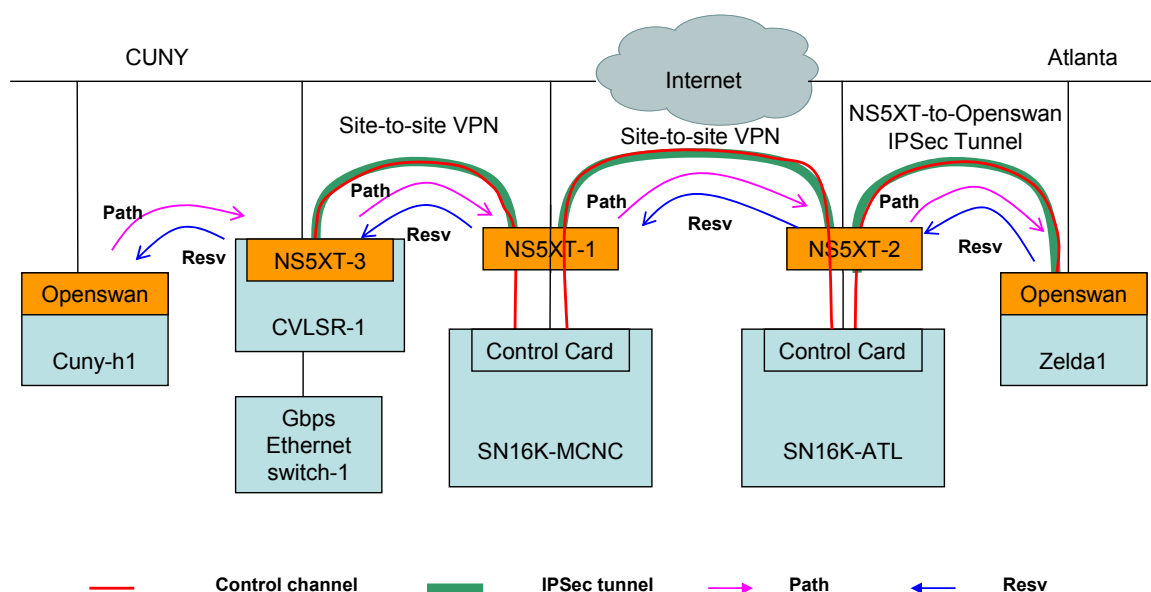 CUNY
Internet
Atlanta
Site-to-site VPN
Site-to-site VPN
NS5XT-to-Openswan
IPSec Tunnel
Path
Resv
Path
Resv
Path
Resv
Path
Resv
Openswan
Cuny-h1
NS5XT-3
CVLSR-1
Gbps
Ethernet
switch-1
NS5XT-1
Control Card
SN16K-MCNC
NS5XT-2
Control Card
SN16K-ATL
Openswan
Zelda1
Control channel
IPSec tunnel
Path
Resv